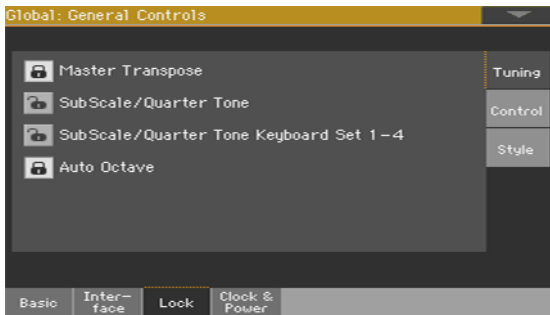 Global: General Controls
Master Transpose
SubScale/Quarter Tone
SubScale/Quarter Tone Keyboard Set 1-4
Auto Octave
Tuning
Control
Style
Basic
Inter-
face
Lock
Clock &
Power